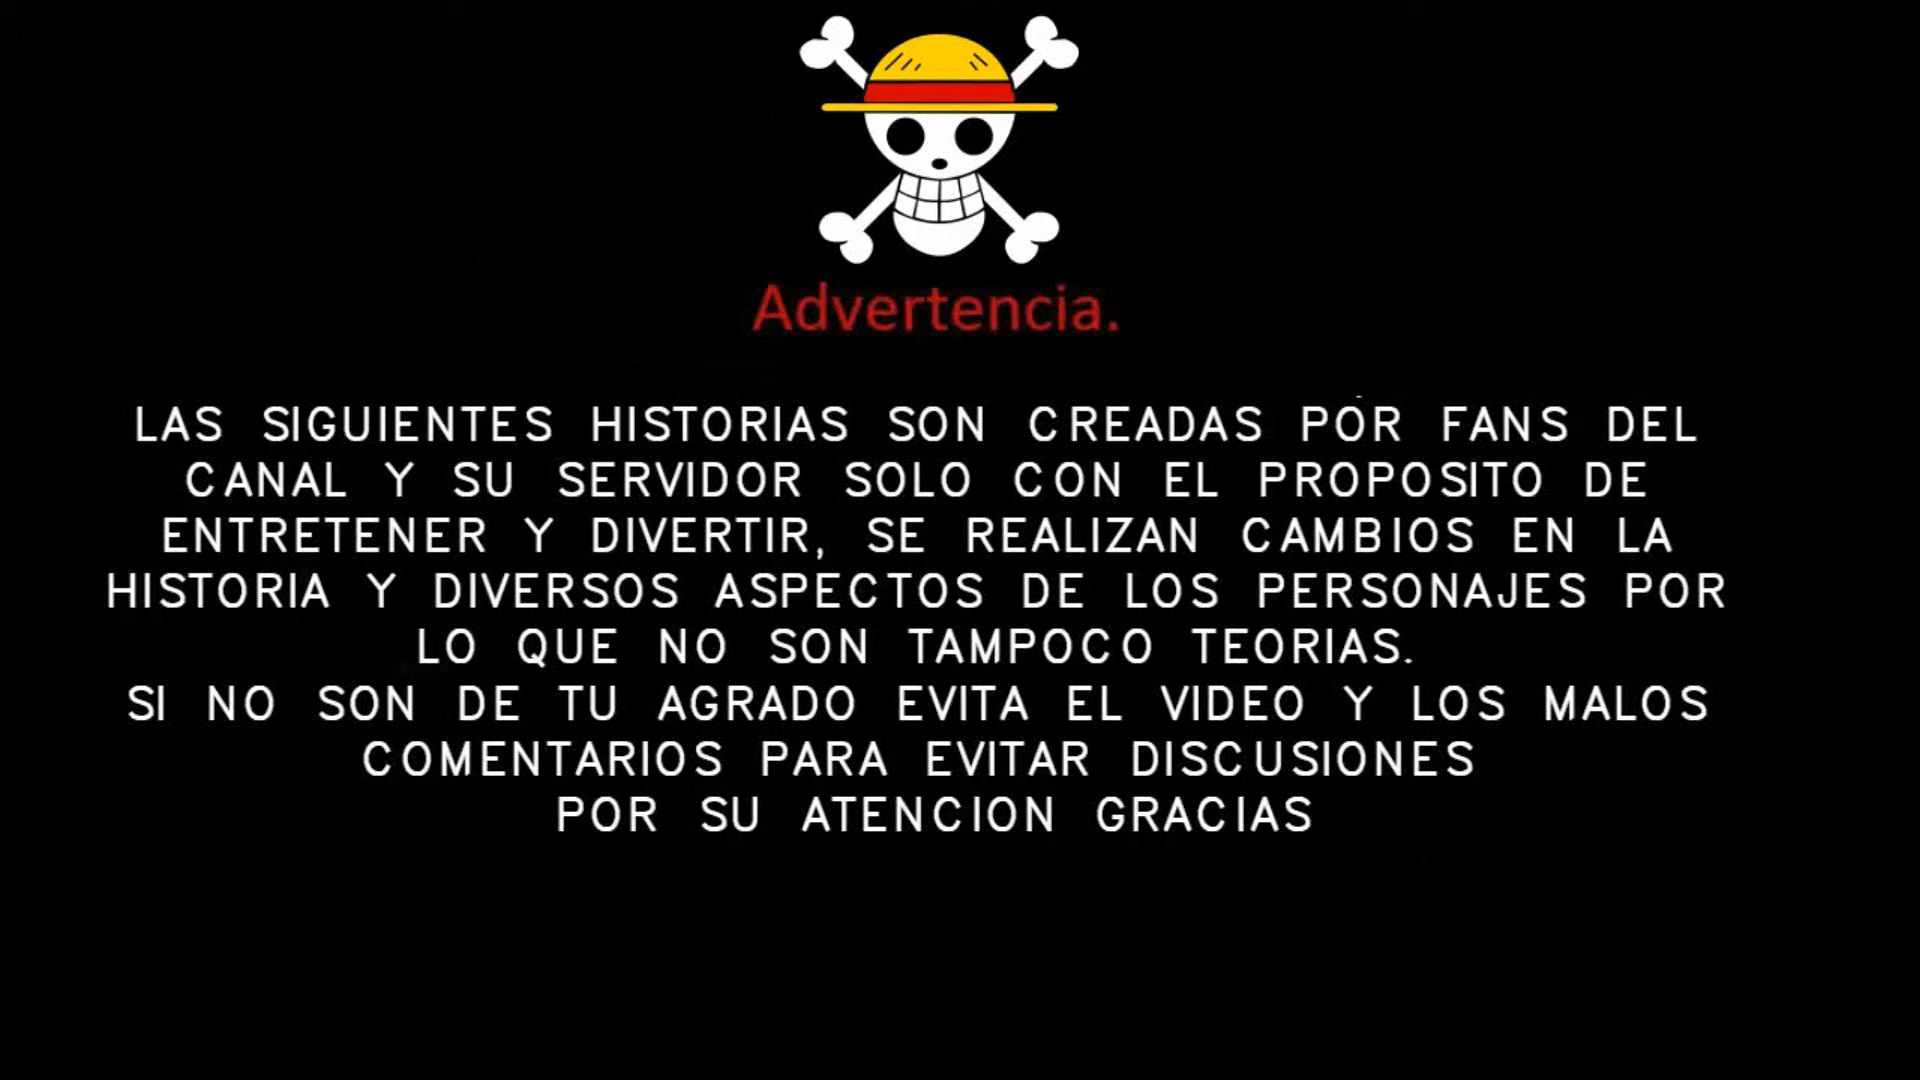 Advertencia.
LAS SIGUIENTES HISTORIAS SON CREADAS POR FANS DEL
CANAL Y SU SERVIDOR SOLO CON EL PROPOSITO DE
ENTRETENER Y DIVERTIR, SE REALIZAN CAMBIOS EN LA
HISTORIA Y DIVERSOS ASPECTOS DE LOS PERSONAJES POR
LO QUE NO SON TAMPOCO TEORIAS.
SI NO SON DE TU AGRADO EVITA EL VIDEO Y LOS MALOS
COMENTARIOS PARA EVITAR DISCUSIONES
POR SU ATENCION GRACIAS